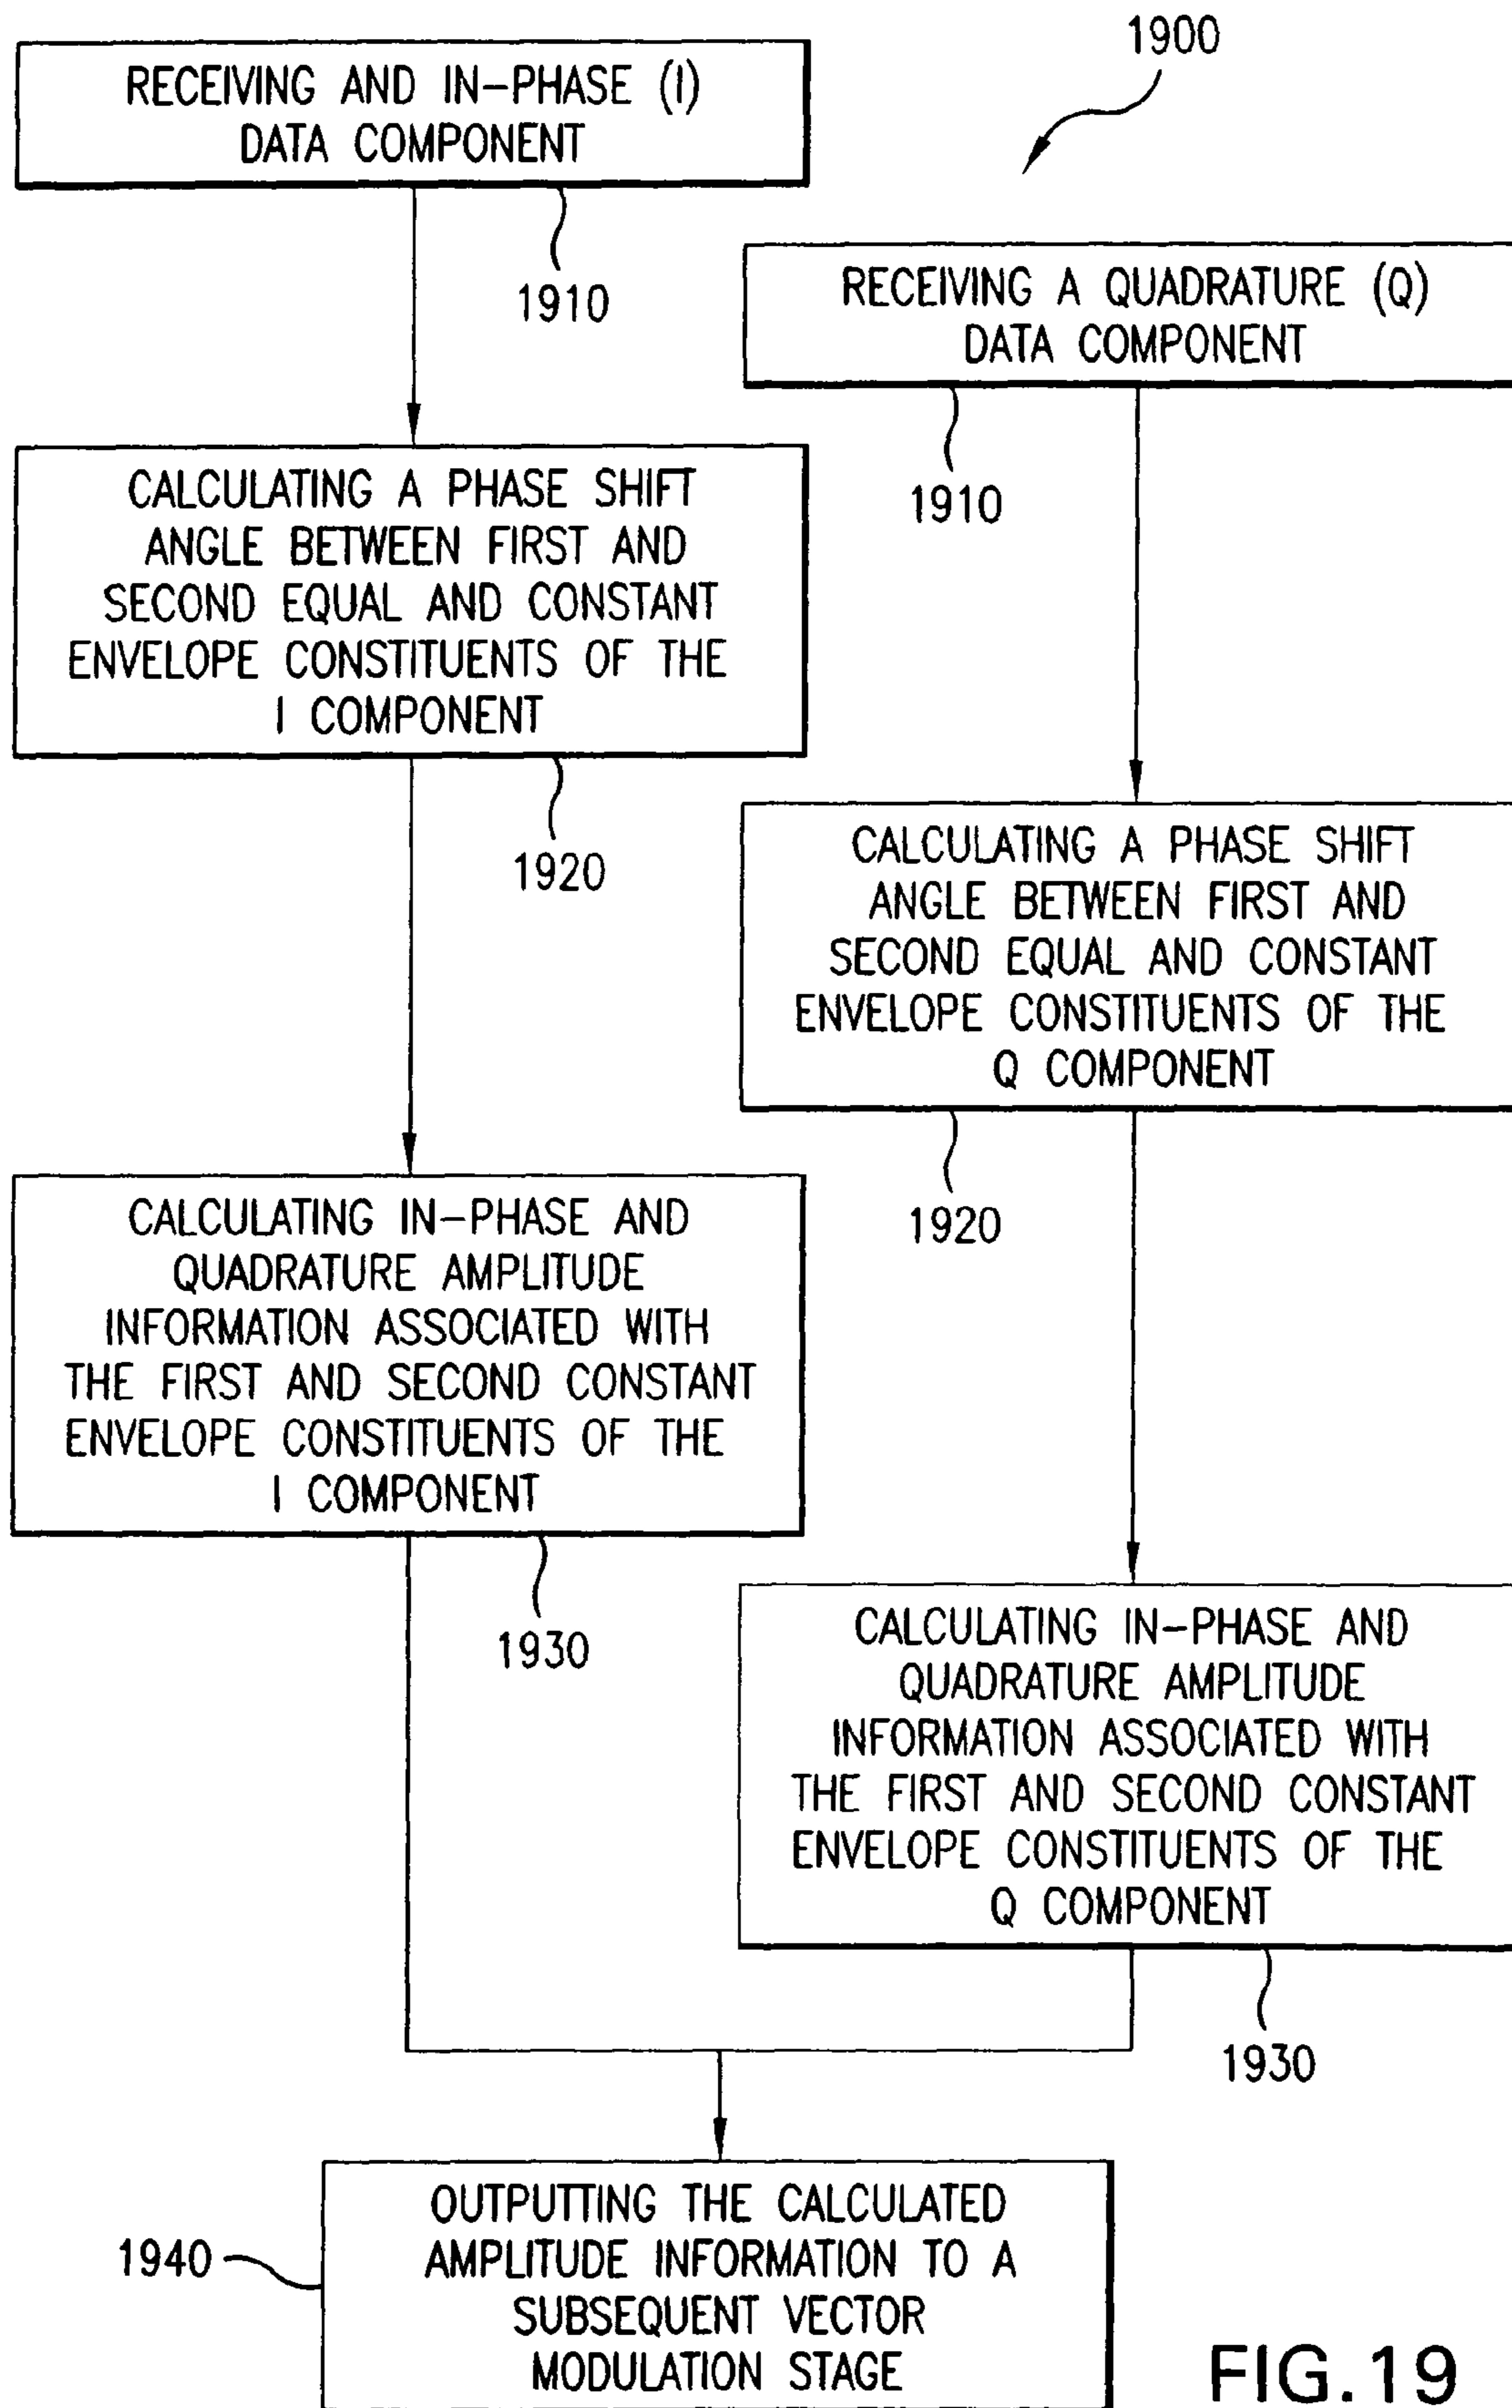 1900
RECEIVING AND IN-PHASE (I)
DATA COMPONENT
1910
RECEIVING A QUADRATURE (Q)
DATA COMPONENT
1910
CALCULATING A PHASE SHIFT
ANGLE BETWEEN FIRST AND
SECOND EQUAL AND CONSTANT
ENVELOPE CONSTITUENTS OF THE
I COMPONENT
1920
CALCULATING A PHASE SHIFT
ANGLE BETWEEN FIRST AND
SECOND EQUAL AND CONSTANT
ENVELOPE CONSTITUENTS OF THE
Q COMPONENT
1920
CALCULATING IN-PHASE AND
QUADRATURE AMPLITUDE
INFORMATION ASSOCIATED WITH
THE FIRST AND SECOND CONSTANT
ENVELOPE CONSTITUENTS OF THE
I COMPONENT
1930
CALCULATING IN-PHASE AND
QUADRATURE AMPLITUDE
INFORMATION ASSOCIATED WITH
THE FIRST AND SECOND CONSTANT
ENVELOPE CONSTITUENTS OF THE
Q COMPONENT
1930
OUTPUTTING THE CALCULATED
AMPLITUDE INFORMATION TO A
SUBSEQUENT VECTOR
MODULATION STAGE
1940
FIG.19